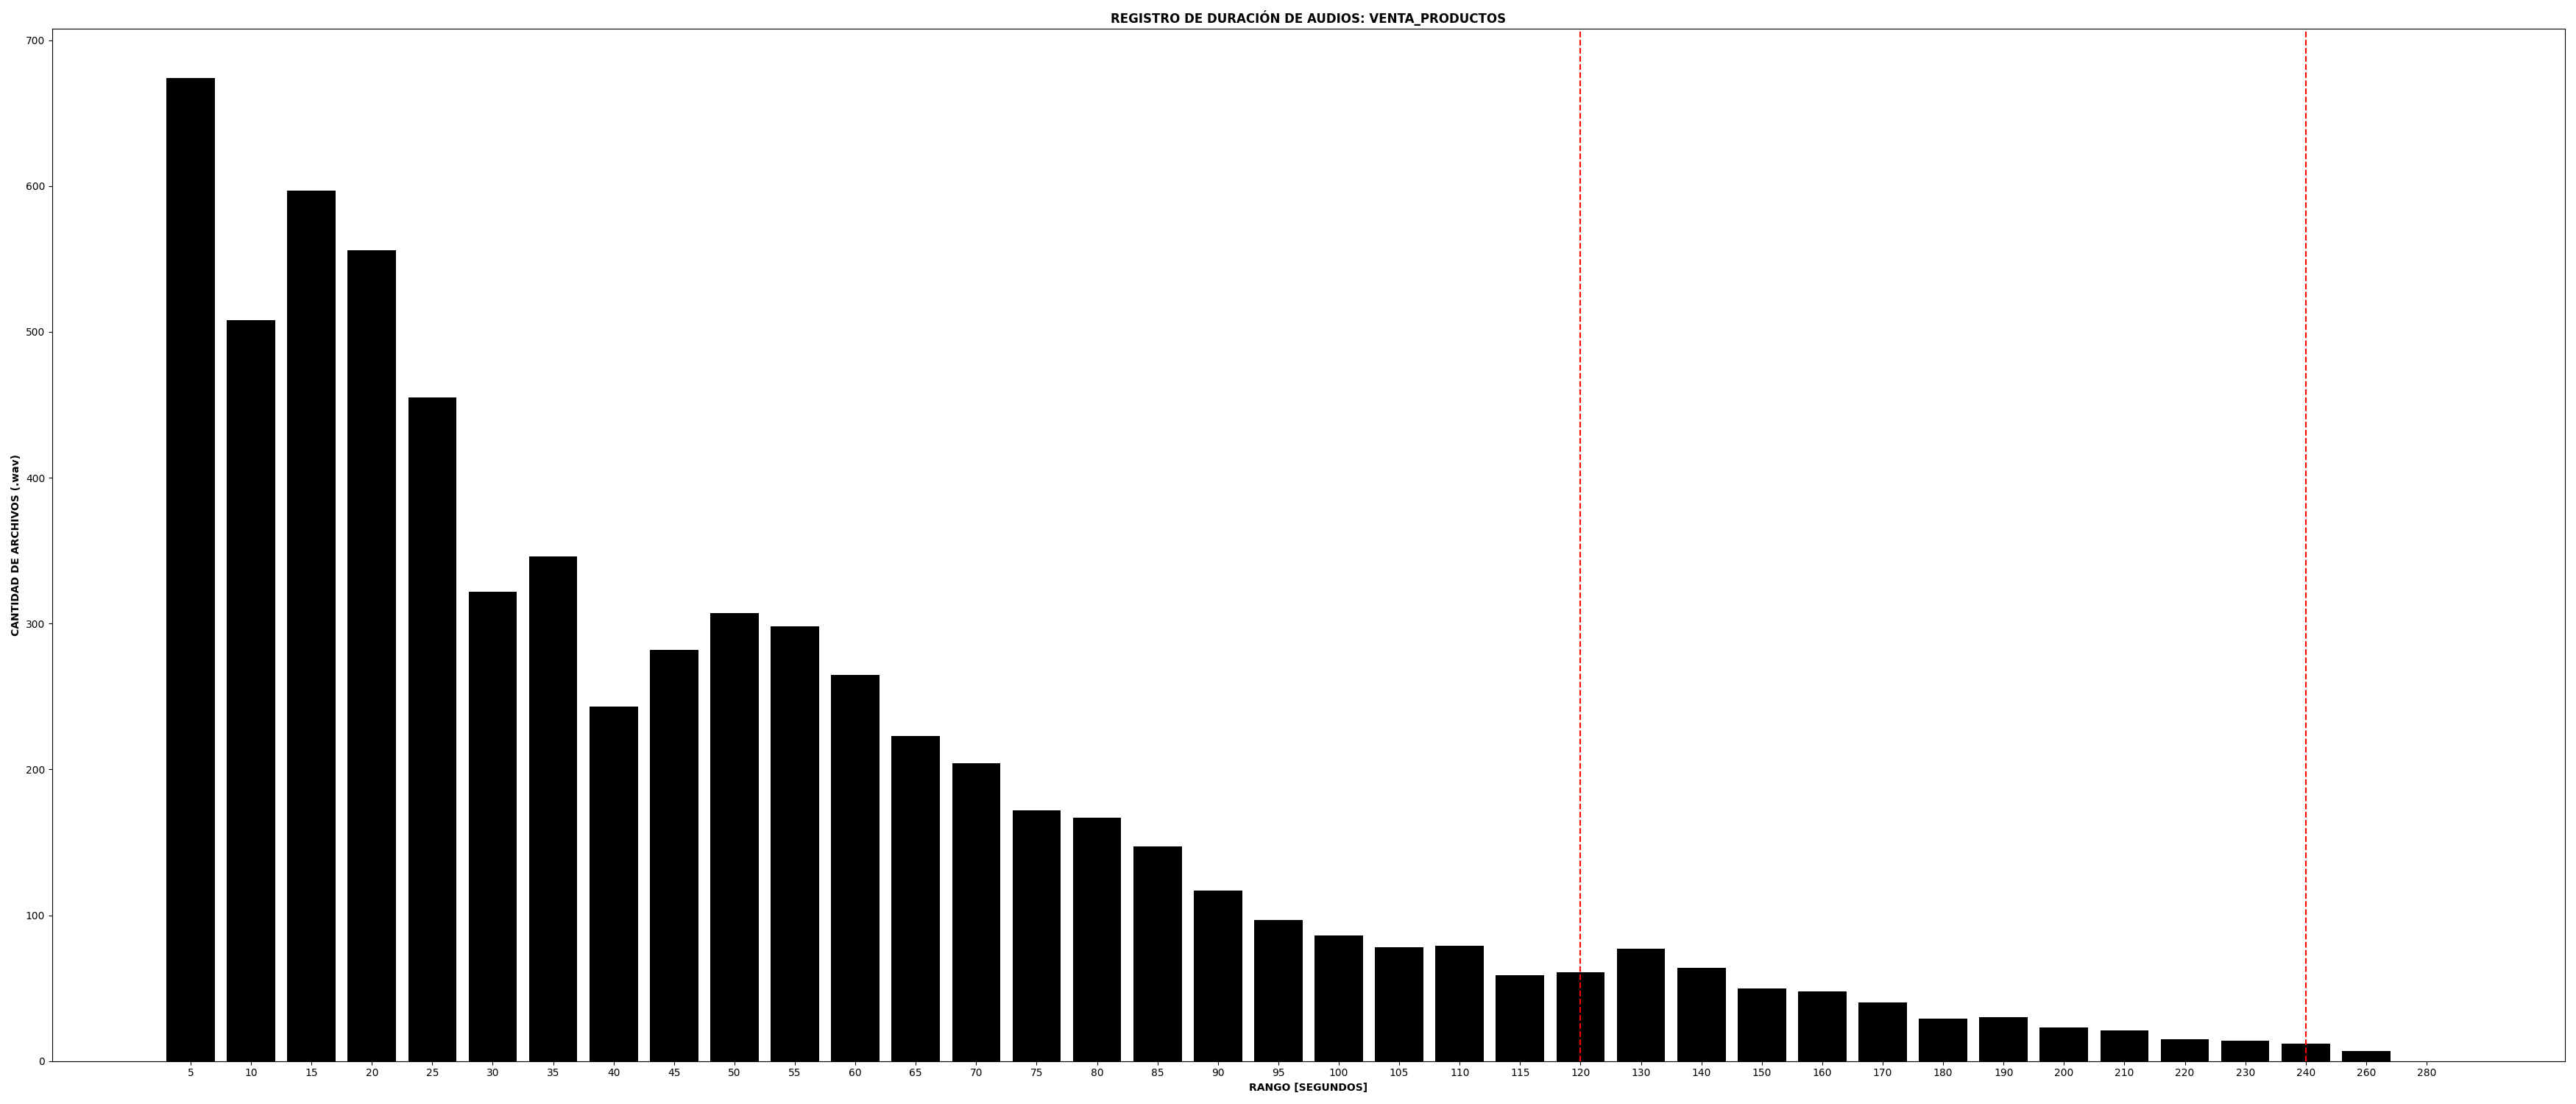 REGISTRO DE DURACIÓN DE AUDIOS: VENTA_PRODUCTOS
700
600
500
400
300
200
100
0
CANTIDAD DE ARCHIVOS (.wav)
5 10 15 20 25 30 35 40 45 50 55 60 65 70 75 80 85 90 95 100 105 110 115 120 130 140 150 160 170 180 190 200 210 220 230 240 260 280
RANGO [SEGUNDOS]